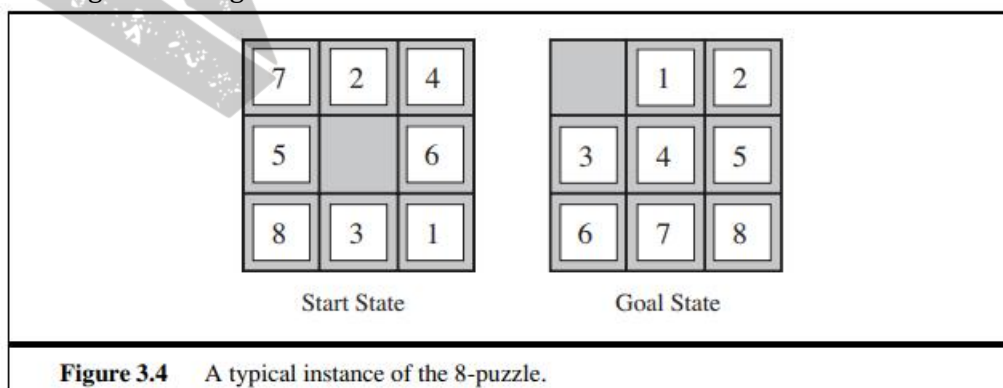 7 2 4 1 2
5 6 3 4 5
8 3 1 6 7 8
Start State Goal State
Figure 3.4 A typical instance of the 8-puzzle.